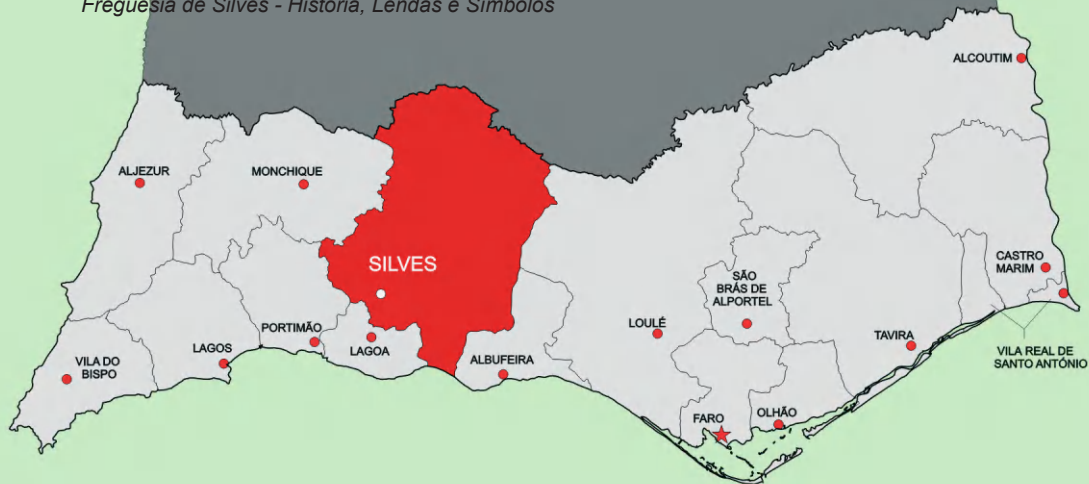 Freguesia de Silves - História, Lendas e Símbolos
ALCOUTIM
ALJEZUR
MONCHIQUE
SILVES
SÃO
BRÁS DE
ALPORTEL
CASTRO
MARIM
LOULÉ
PORTIMÃO
LAGOA
TAVIRA
LAGOS
ALBUFEIRA
VILA DO
BISPO
VILA REAL DE
SANTO ANTÓNIO
FARO
OLHÃO